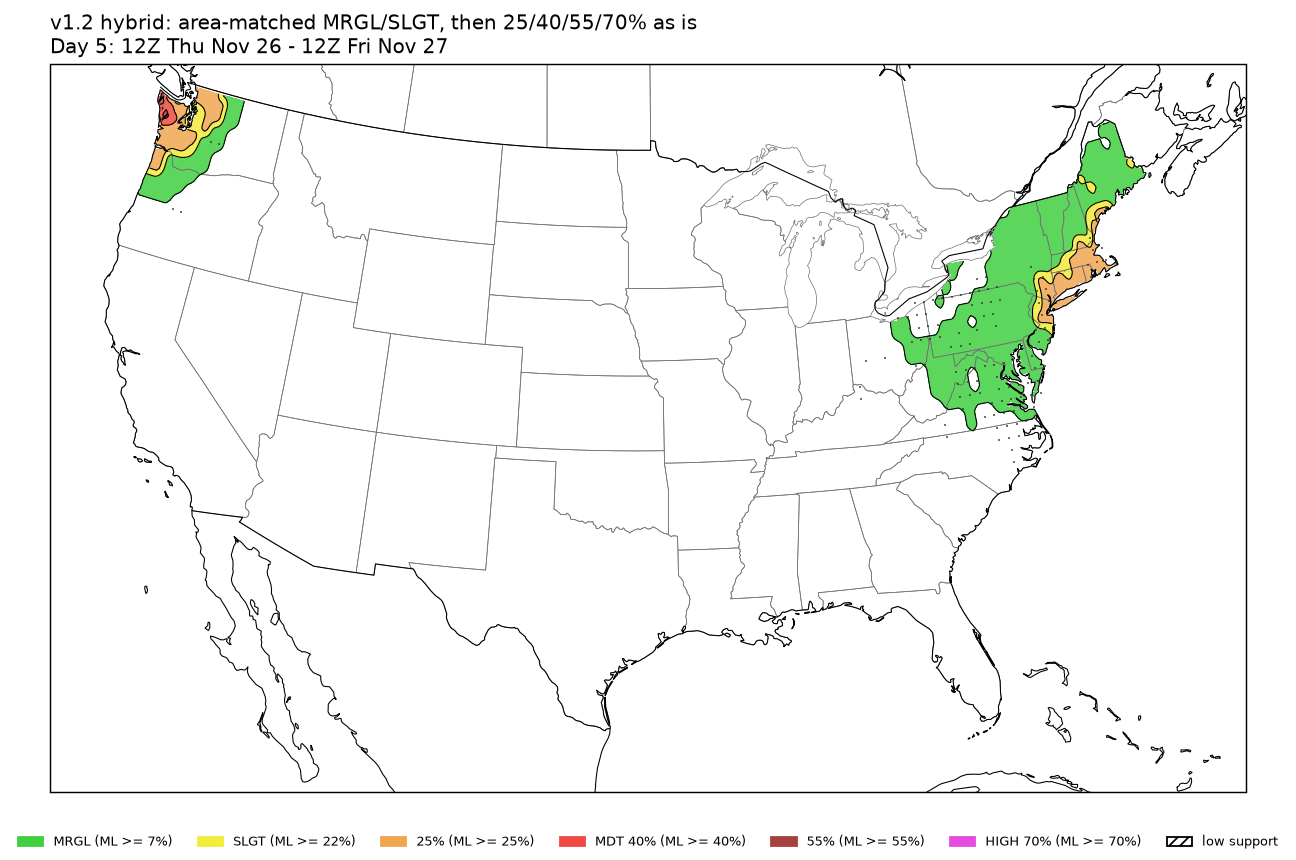 v1.2 hybrid: area-matched MRGL/SLGT, then 25/40/55/70% as is
Day 5: 12Z Thu Nov 26 - 12Z Fri Nov 27
MRGL (ML >= 7%) SLGT (ML >= 22%) 25% (ML >= 25%) MDT 40% (ML >= 40%) 55% (ML >= 55%) HIGH 70% (ML >= 70%) low support